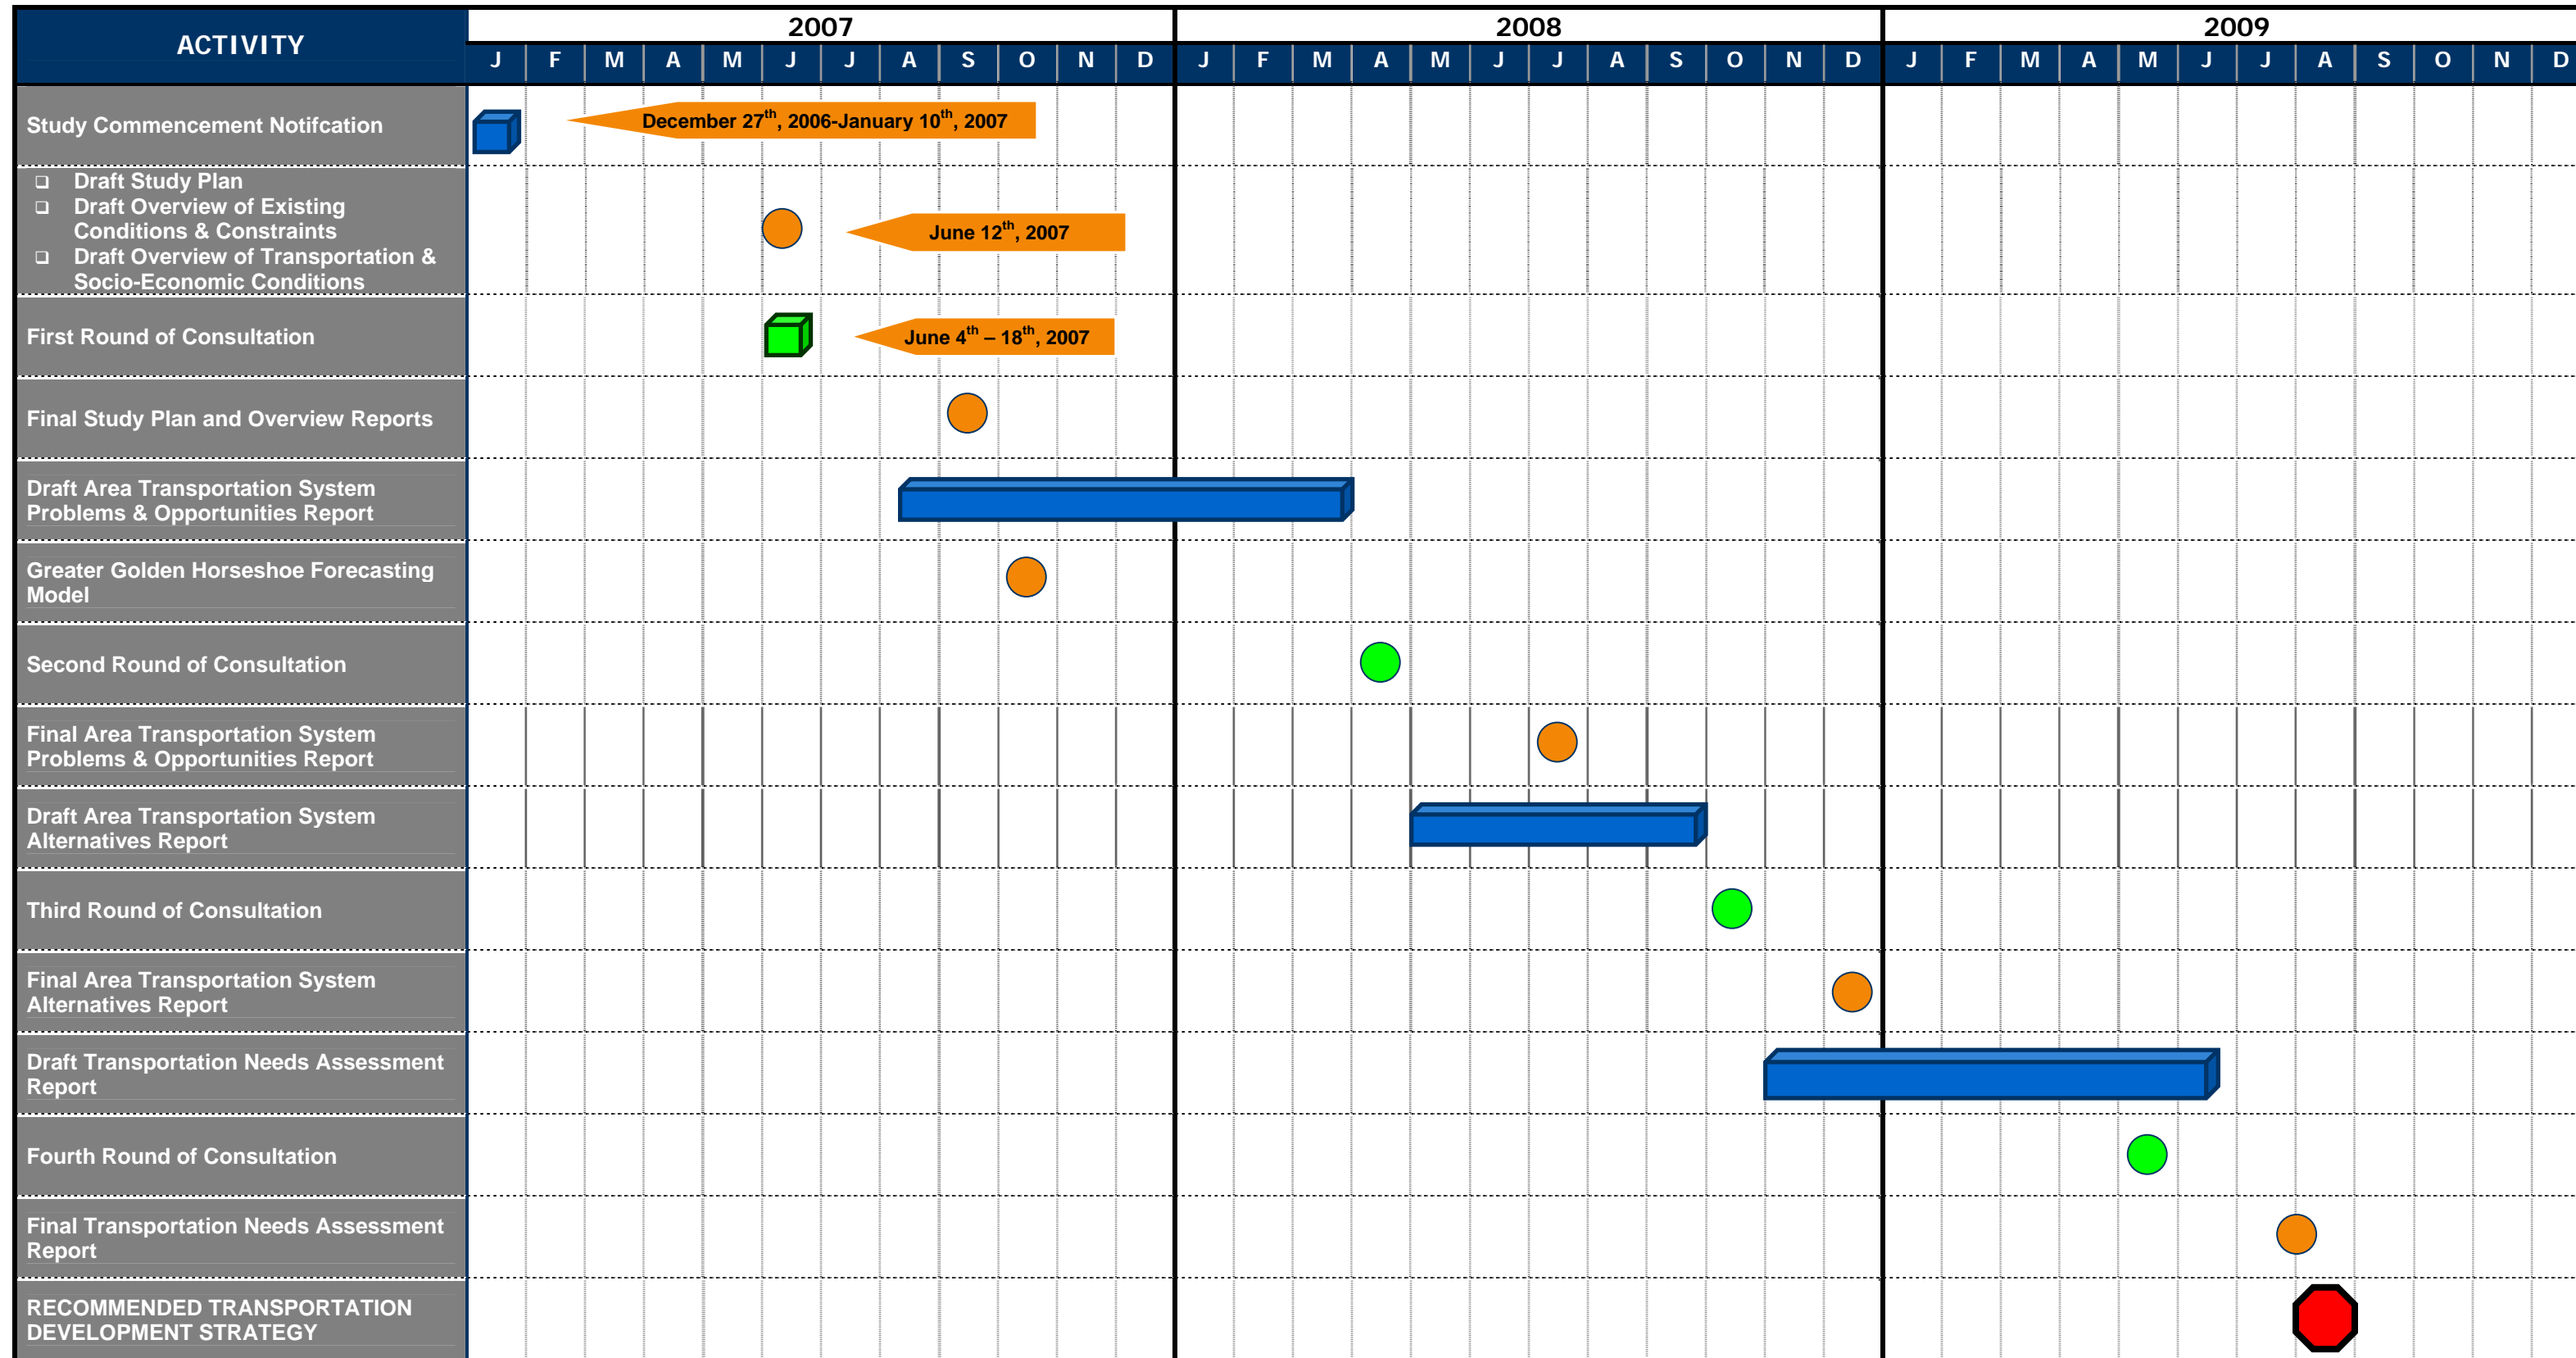 ACTIVITY
2007
2008
2009
J F M A M J J A S O N D J F M A M J J A S O N D J F M A M J J A S O N D
Study Commencement Notifcation
December 27th, 2006-January 10th, 2007
❑ Draft Study Plan
❑ Draft Overview of Existing
Conditions & Constraints
❑ Draft Overview of Transportation &
Socio-Economic Conditions
June 12th, 2007
First Round of Consultation
June 4th – 18th, 2007
Final Study Plan and Overview Reports
Draft Area Transportation System
Problems & Opportunities Report
Greater Golden Horseshoe Forecasting
Model
Second Round of Consultation
Final Area Transportation System
Problems & Opportunities Report
Draft Area Transportation System
Alternatives Report
Third Round of Consultation
Final Area Transportation System
Alternatives Report
Draft Transportation Needs Assessment
Report
Fourth Round of Consultation
Final Transportation Needs Assessment
Report
RECOMMENDED TRANSPORTATION
DEVELOPMENT STRATEGY